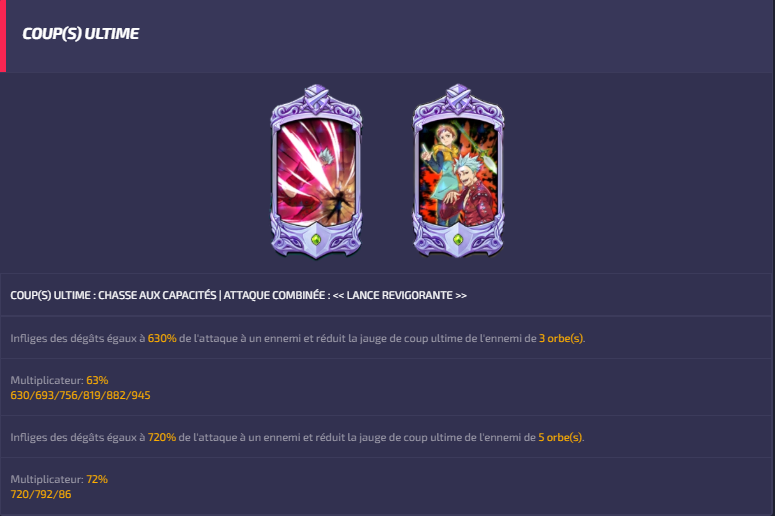 COUP(S) ULTIME
COUP(S) ULTIME : CHASSE AUX CAPACITÉS | ATTAQUE COMBINÉE : << LANCE REVIGORANTE >>
Infliges des dégâts égaux à 630% de l'attaque à un ennemi et réduit la jauge de coup ultime de l'ennemi de 3 orbe(s).
Multiplicateur: 63%
630/693/756/819/882/945
Infliges des dégâts égaux à 720% de l'attaque à un ennemi et réduit la jauge de coup ultime de l'ennemi de 5 orbe(s).
Multiplicateur: 72%
720/792/86